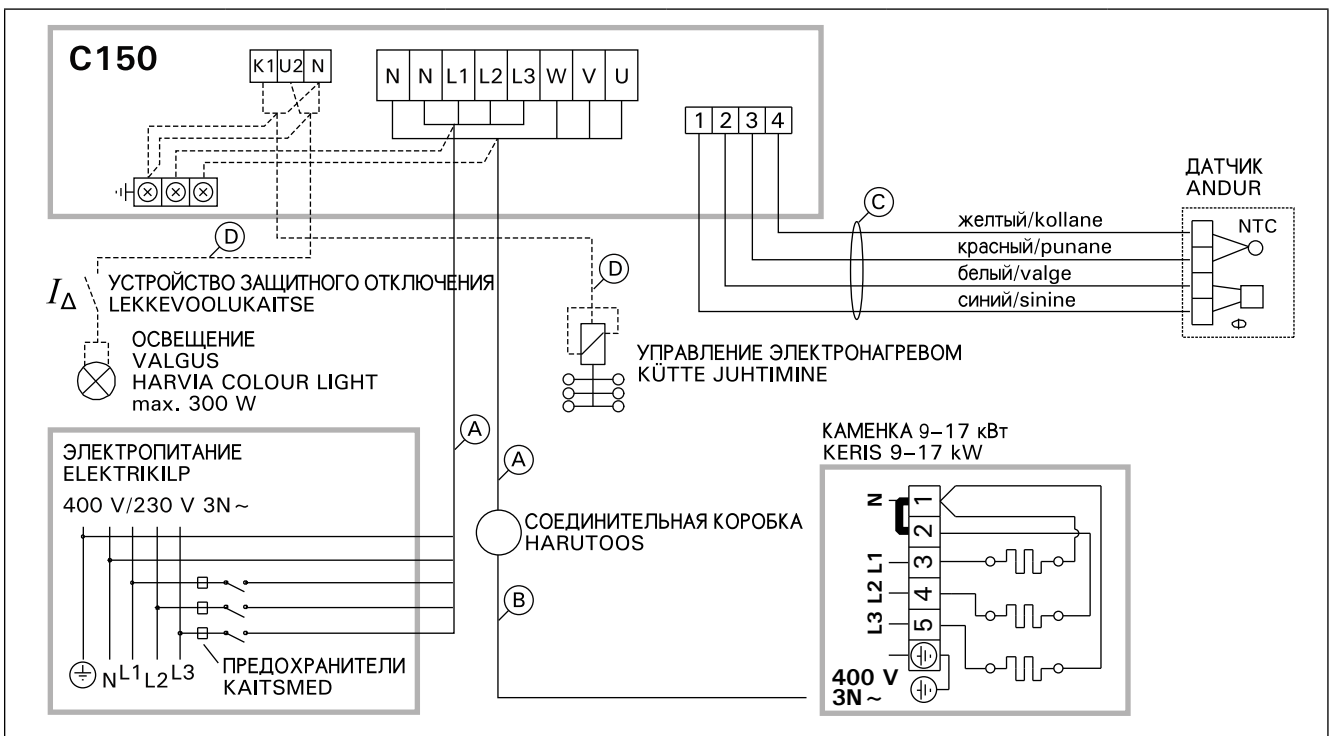 C150
K1 U2 N
N N L1 L2 L3 W V U
1 2 3 4
ДАТЧИК
ANDUR
NTC
C
желтый/kollane
красный/punane
белый/valge
синий/sinine
D
I∆
УСТРОЙСТВО ЗАЩИТНОГО ОТКЛЮЧЕНИЯ
LEKKEVOOLUKAITSE
ОСВЕЩЕНИЕ
VALGUS
HARVIA COLOUR LIGHT
max. 300 W
D
УПРАВЛЕНИЕ ЭЛЕКТРОНАГРЕВОМ
KÜTTE JUHTIMINE
A
A
ЭЛЕКТРОПИТАНИЕ
ELEKTRIKILP
400 V/230 V 3N~
N L1 L2 L3
ПРЕДОХРАНИТЕЛИ
KAITSMED
СОЕДИНИТЕЛЬНАЯ КОРОБКА
HARUTOOS
B
КАМЕНКА 9–17 кВт
KERIS 9–17 kW
N 1
2
L1 3
L2 4
L3 5
400 V
3N~